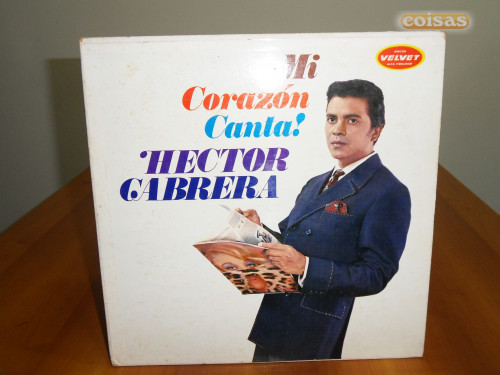 coisas
VELVET
Mi
Corazón
Canta!
HECTOR
CABRERA